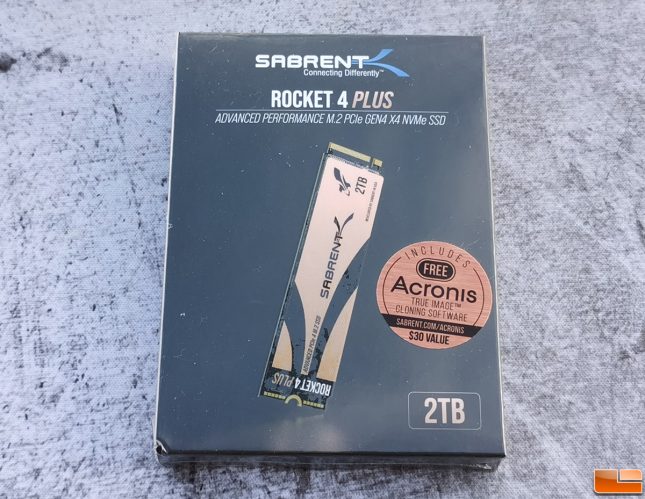 SABRENT
Connecting Differently™
ROCKET 4 PLUS
ADVANCED PERFORMANCE M.2 PCIe GEN4 X4 NVMe SSD
2TB
SABRENT
ROCKET 4 PLUS
INCLUDES
FREE
Acronis
TRUE IMAGE™
CLONING SOFTWARE
SABRENT.COM/ACRONIS
$30 VALUE
2TB